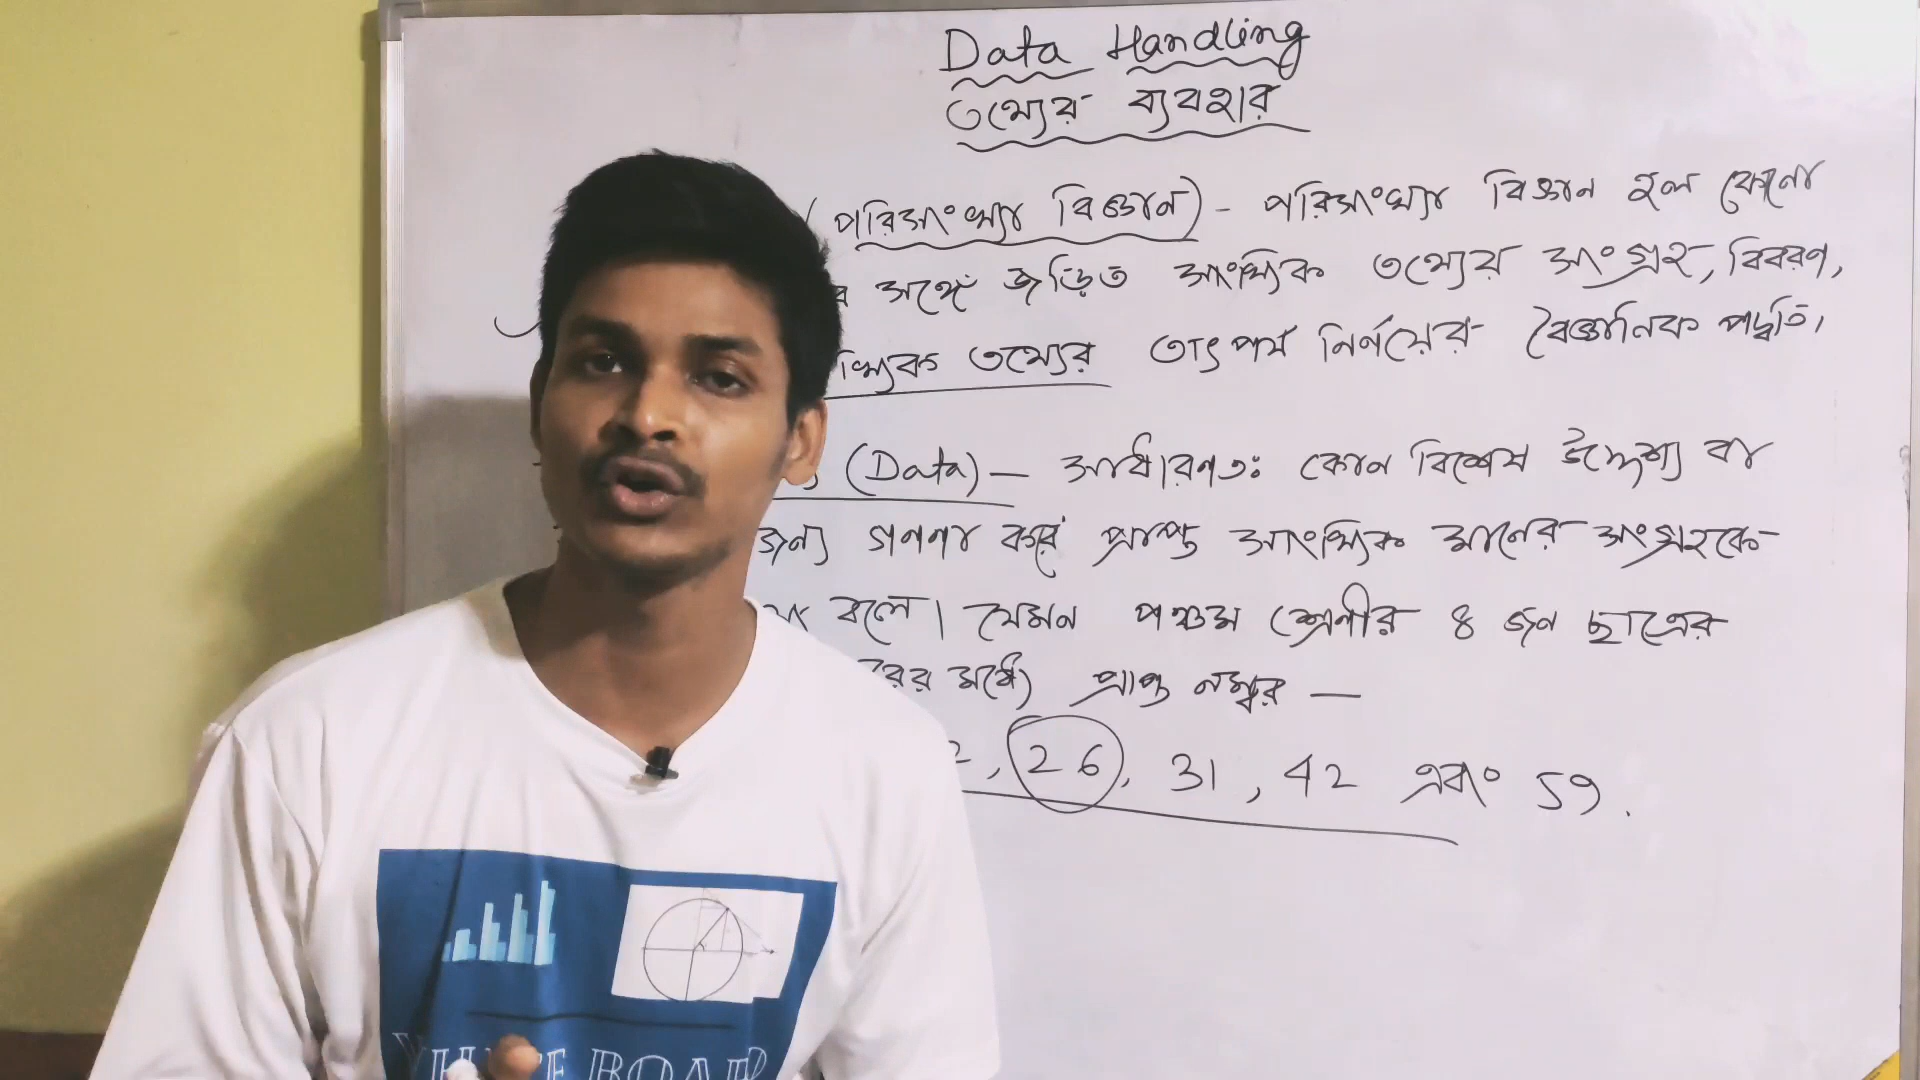 Data Handling
তথ্যের ব্যবহার
(পরিসংখ্যা বিজ্ঞান) - পরিসংখ্যা বিজ্ঞান হল কোনো
সঙ্গে জড়িত সাংখ্যিক তথ্যের সংগ্রহ, বিবরণ,
তথ্যের তাৎপর্য নির্ণয়ের বৈজ্ঞানিক পদ্ধতি।
(Data) — সাধারণতঃ কোন বিশেষ উদ্দেশ্য বা
জন্য গণনা করে প্রাপ্ত সাংখ্যিক মানের সংগ্রহকে
বলে। যেমন পঞ্চম শ্রেণীর ৪ জন ছাত্রের
মধ্যে প্রাপ্ত নম্বর —
, 26, 31, 42 এবং 59.
BOARD